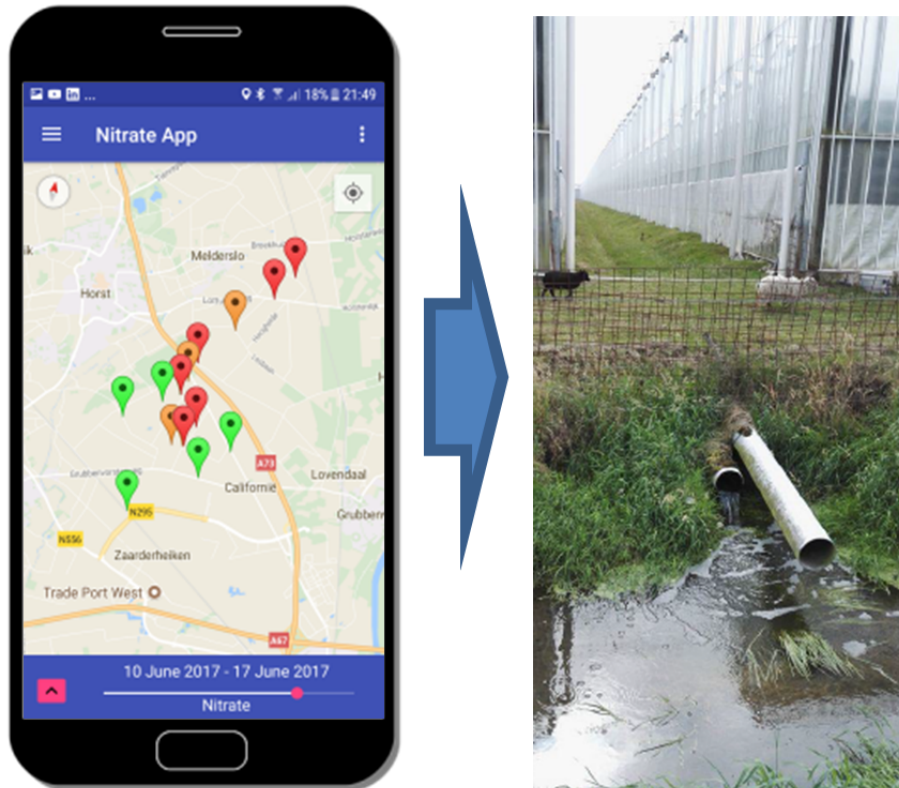 ... 18% 21:49
Nitrate App
Melderslo
Horst
A73
Lovendaal
Californië
N295
N556
Zaarderheiken
Trade Port West
A67
10 June 2017 - 17 June 2017
Nitrate